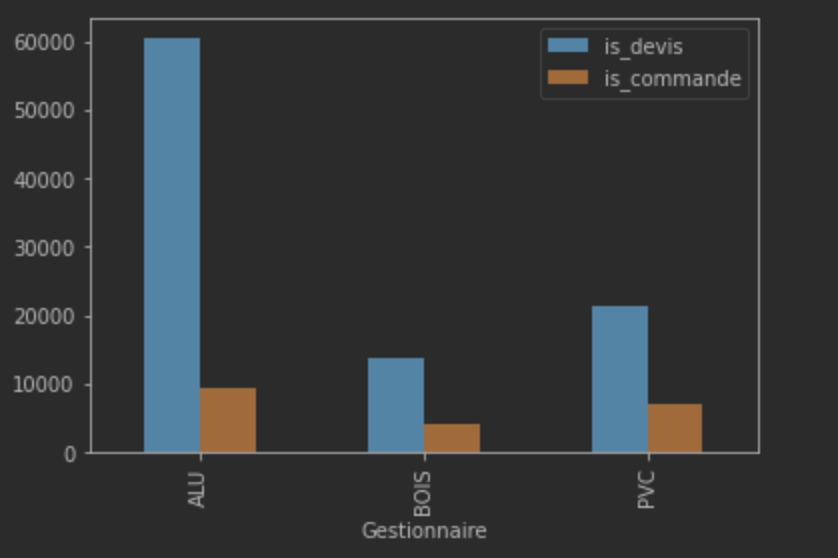 60000
50000
40000
30000
20000
10000
0
is_devis
is_commande
ALU
BOIS
PVC
Gestionnaire